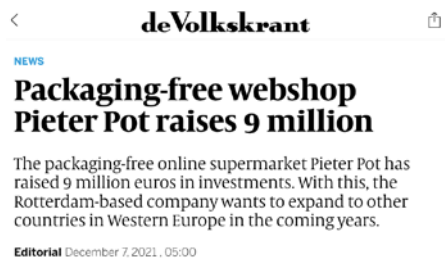 deVolkskrant
NEWS
Packaging-free webshop
Pieter Pot raises 9 million
The packaging-free online supermarket Pieter Pot has
raised 9 million euros in investments. With this, the
Rotterdam-based company wants to expand to other
countries in Western Europe in the coming years.
Editorial December 7, 2021, 05:00